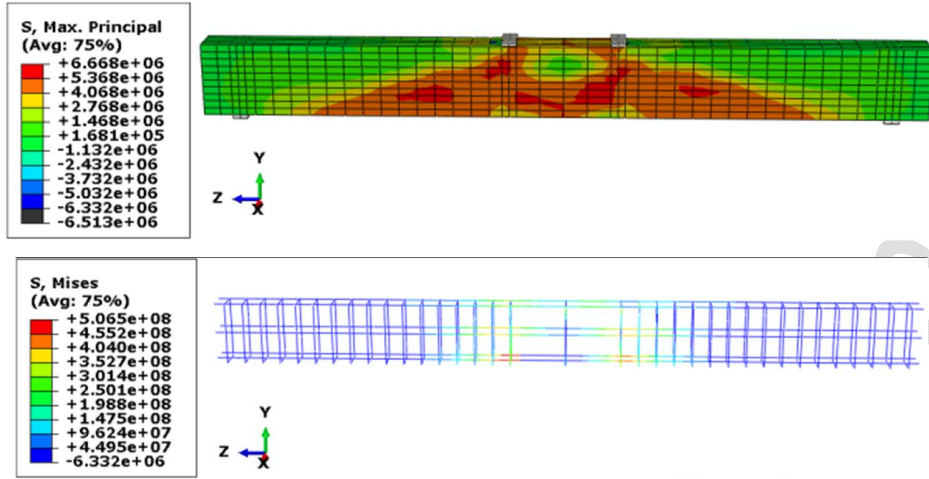 S, Max. Principal
(Avg: 75%)
+6.668e+06
+5.368e+06
+4.068e+06
+2.768e+06
+1.468e+06
+1.681e+05
-1.132e+06
-2.432e+06
-3.732e+06
-5.032e+06
-6.332e+06
-6.513e+06
Y
Z
X
S, Mises
(Avg: 75%)
+5.065e+08
+4.552e+08
+4.040e+08
+3.527e+08
+3.014e+08
+2.501e+08
+1.988e+08
+1.475e+08
+9.624e+07
+4.495e+07
-6.332e+06
Y
Z
X